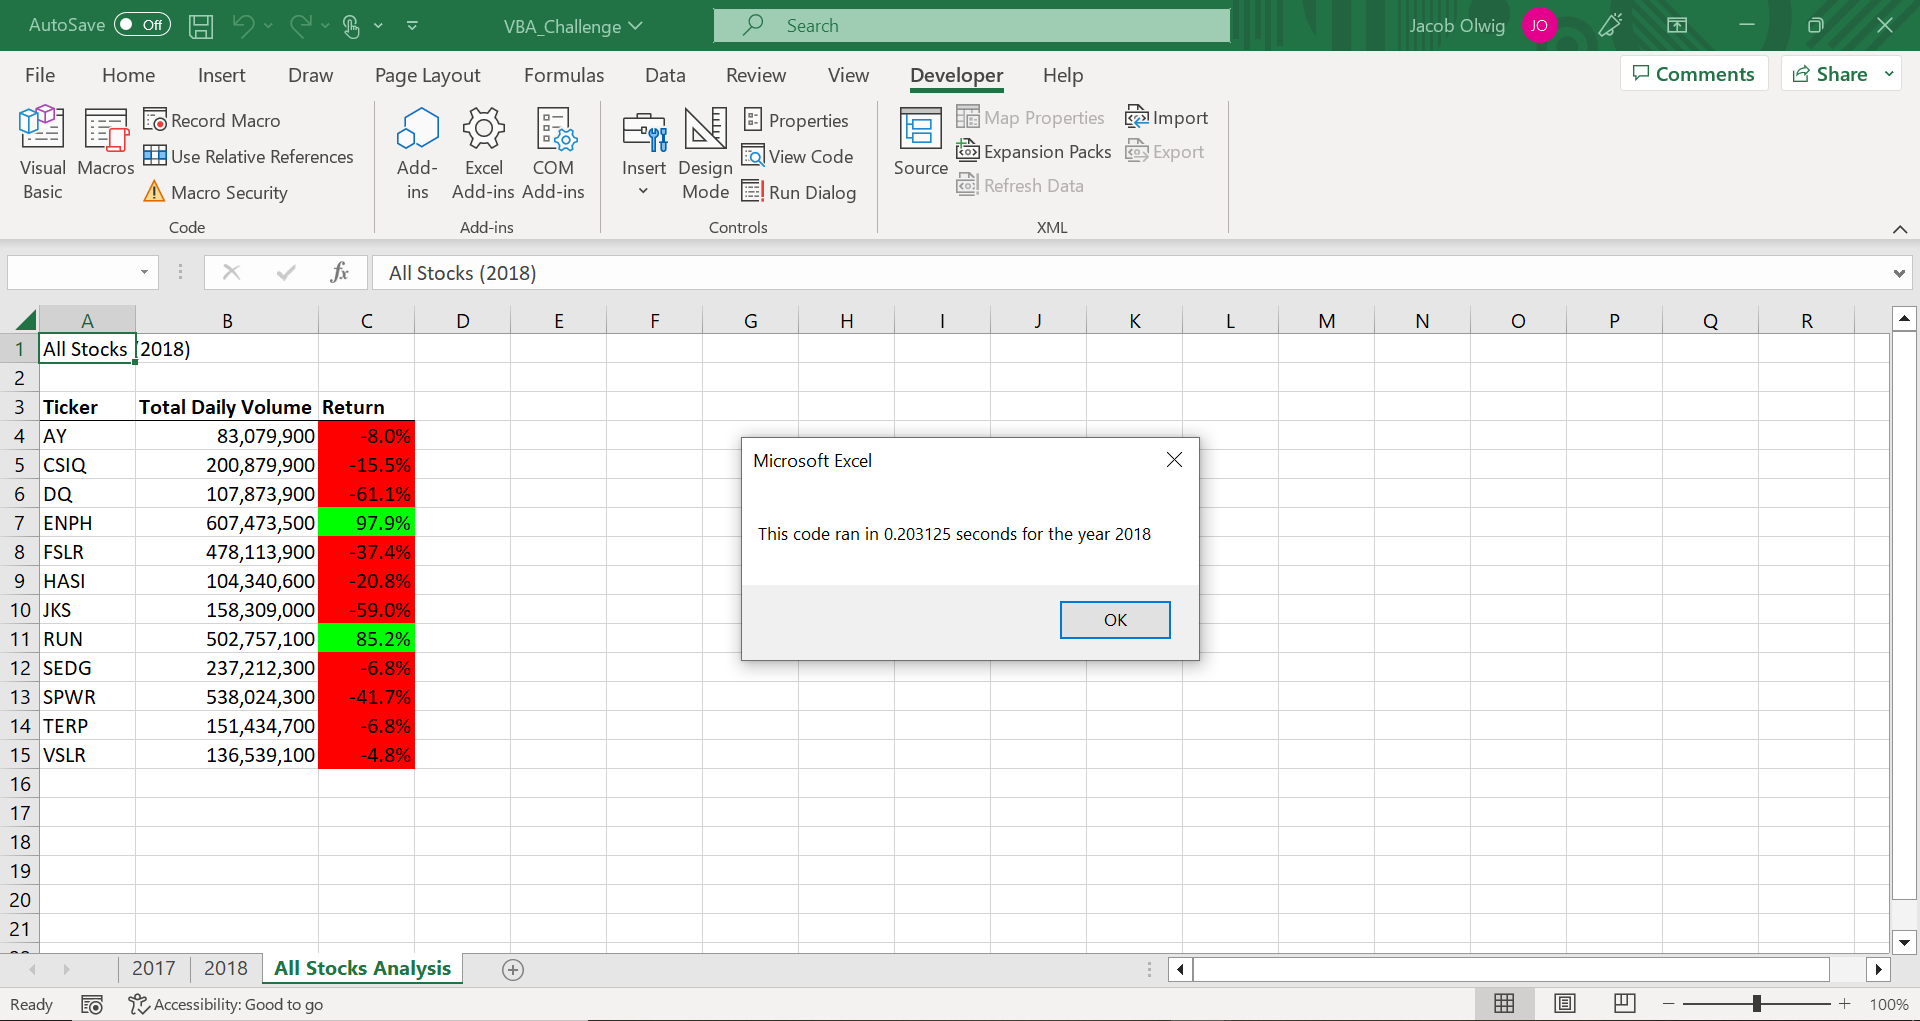 AutoSave Off VBA_Challenge Search Jacob Olwig JO
File Home Insert Draw Page Layout Formulas Data Review View Developer Help Comments Share
Visual Basic
Macros
Record Macro
Use Relative References
Macro Security
Code
Add-ins
Excel Add-ins
COM Add-ins
Add-ins
Insert
Design Mode
Properties
View Code
Run Dialog
Controls
Source
Map Properties
Expansion Packs
Refresh Data
Import
Export
XML
fx All Stocks (2018)
A B C D E F G H I J K L M N O P Q R
1 All Stocks (2018)
2
3 Ticker Total Daily Volume Return
4 AY 83,079,900 -8.0%
5 CSIQ 200,879,900 -15.5%
6 DQ 107,873,900 -61.1%
7 ENPH 607,473,500 97.9%
8 FSLR 478,113,900 -37.4%
9 HASI 104,340,600 -20.8%
10 JKS 158,309,000 -59.0%
11 RUN 502,757,100 85.2%
12 SEDG 237,212,300 -6.8%
13 SPWR 538,024,300 -41.7%
14 TERP 151,434,700 -6.8%
15 VSLR 136,539,100 -4.8%
16
17
18
19
20
21
Microsoft Excel
This code ran in 0.203125 seconds for the year 2018
OK
2017 2018 All Stocks Analysis
Ready Accessibility: Good to go 100%